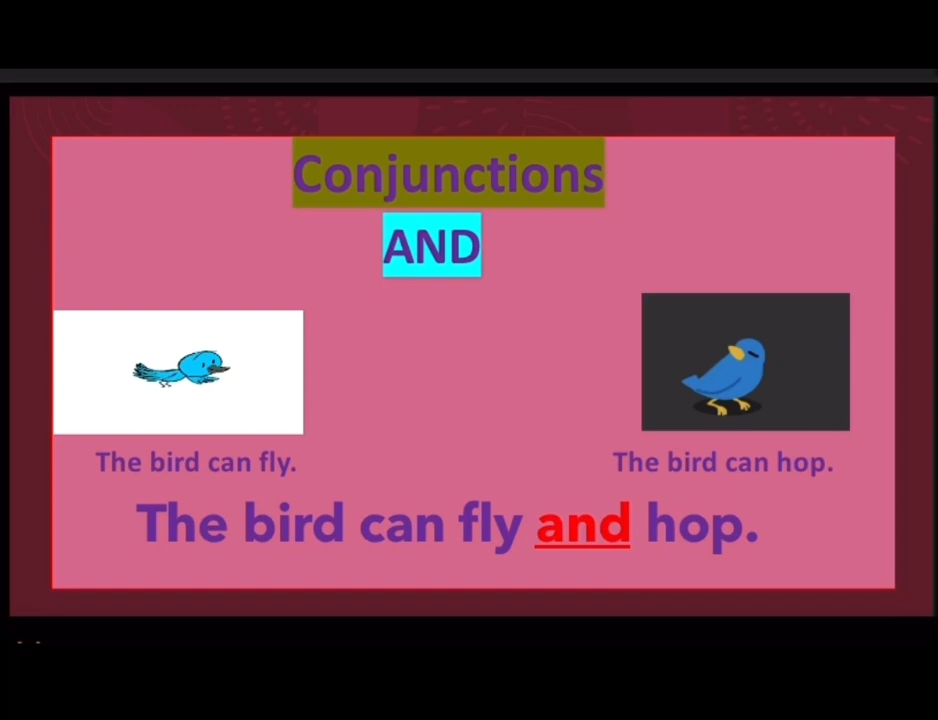 Conjunctions
AND
The bird can fly.
The bird can hop.
The bird can fly and hop.